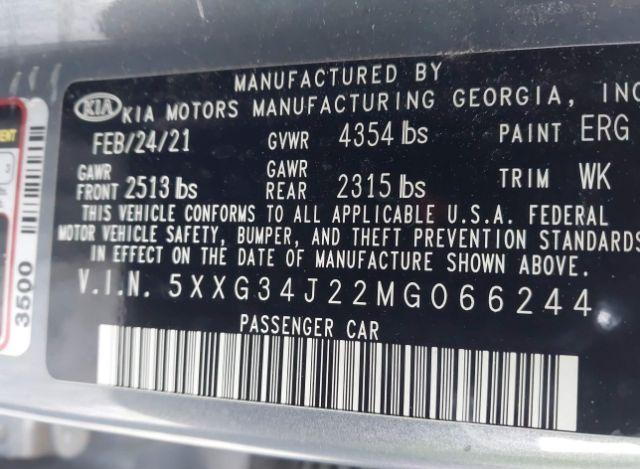 MANUFACTURED BY
KIA KIA MOTORS MANUFACTURING GEORGIA, INC
FEB/24/21 GVWR 4354 lbs PAINT ERG
GAWR FRONT 2513 lbs GAWR REAR 2315 lbs TRIM WK
THIS VEHICLE CONFORMS TO ALL APPLICABLE U.S.A. FEDERAL
MOTOR VEHICLE SAFETY, BUMPER, AND THEFT PREVENTION STANDARDS
IN EFFECT ON THE DATE OF MANUFACTURE SHOWN ABOVE.
V.I.N. 5XXG34J22MG066244
PASSENGER CAR
3500